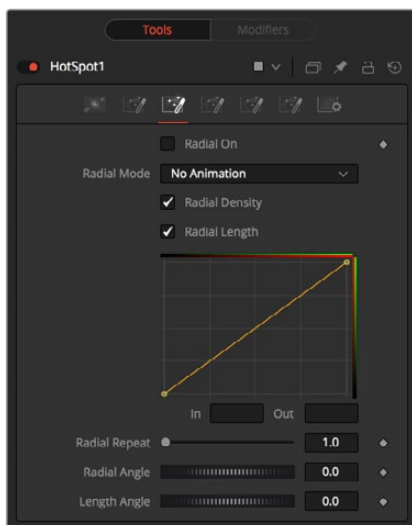 Tools Modifiers
HotSpot1
Radial On
Radial Mode No Animation
Radial Density
Radial Length
In Out
Radial Repeat 1.0
Radial Angle 0.0
Length Angle 0.0